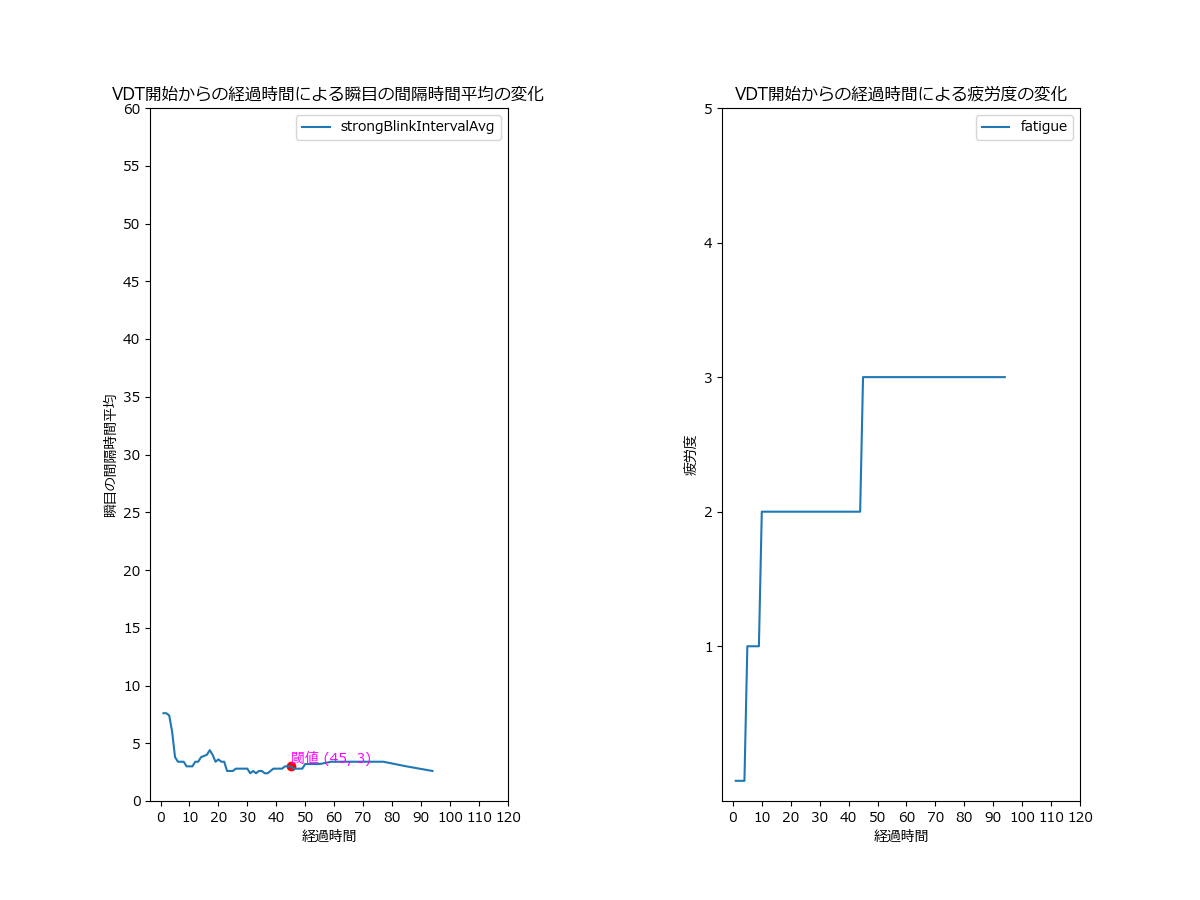 VDT開始からの経過時間による瞬目の間隔時間平均の変化
strongBlinkIntervalAvg
60
55
50
45
40
35
30
25
20
15
10
5
0
瞬目の間隔時間平均
閾値 (45, 3)
0 10 20 30 40 50 60 70 80 90 100 110 120
経過時間
VDT開始からの経過時間による疲労度の変化
fatigue
5
4
3
2
1
疲労度
0 10 20 30 40 50 60 70 80 90 100 110 120
経過時間